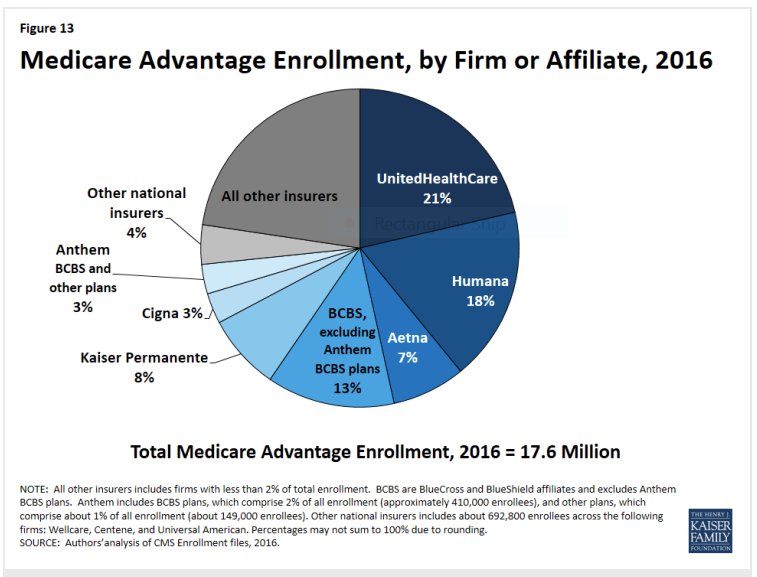 Figure 13
Medicare Advantage Enrollment, by Firm or Affiliate, 2016
UnitedHealthCare
21%
Rectangular Snip
Humana
18%
Aetna
7%
BCBS,
excluding
Anthem
BCBS plans
13%
Kaiser Permanente
8%
Cigna 3%
Anthem
BCBS and
other plans
3%
Other national
insurers
4%
All other insurers
Total Medicare Advantage Enrollment, 2016 = 17.6 Million
NOTE: All other insurers includes firms with less than 2% of total enrollment. BCBS are BlueCross and BlueShield affiliates and excludes Anthem
BCBS plans. Anthem includes BCBS plans, which comprise 2% of all enrollment (approximately 410,000 enrollees), and other plans, which
comprise about 1% of all enrollment (about 149,000 enrollees). Other national insurers includes about 692,800 enrollees across the following
firms: Wellcare, Centene, and Universal American. Percentages may not sum to 100% due to rounding.
SOURCE: Authors'analysis of CMS Enrollment files, 2016.
THE HENRY J.
KAISER
FAMILY
FOUNDATION